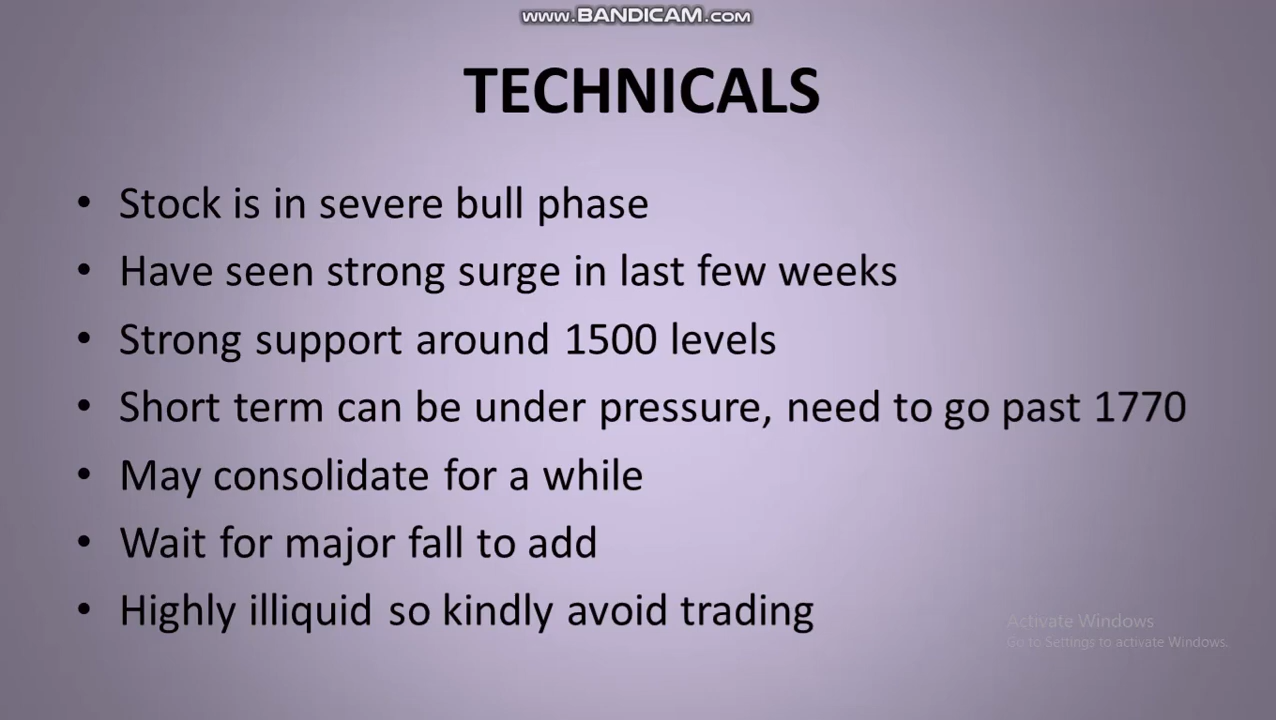 www.BANDICAM.com
TECHNICALS
• Stock is in severe bull phase
• Have seen strong surge in last few weeks
• Strong support around 1500 levels
• Short term can be under pressure, need to go past 1770
• May consolidate for a while
• Wait for major fall to add
• Highly illiquid so kindly avoid trading
Activate Windows
Go to Settings to activate Windows.